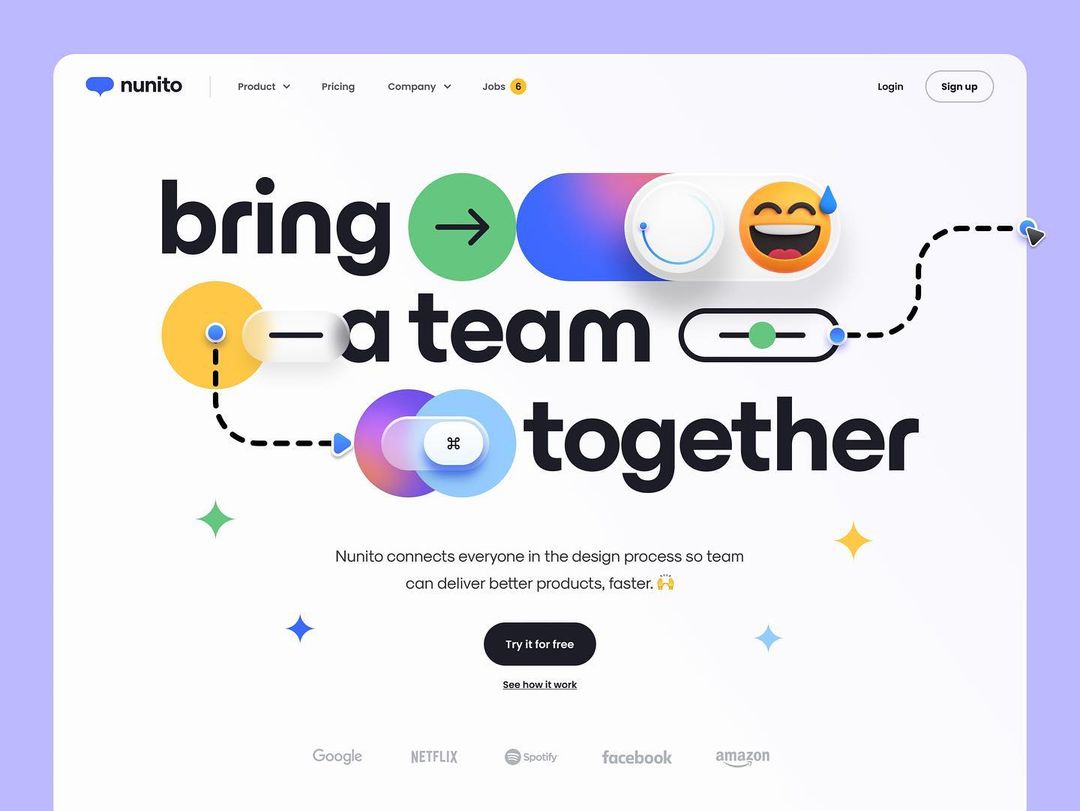 nunito
Product
Pricing
Company
Jobs 6
Login
Sign up
bring
a team
⌘
together
Nunito connects everyone in the design process so team
can deliver better products, faster. 🙌
Try it for free
See how it work
Google
NETFLIX
Spotify
facebook
amazon